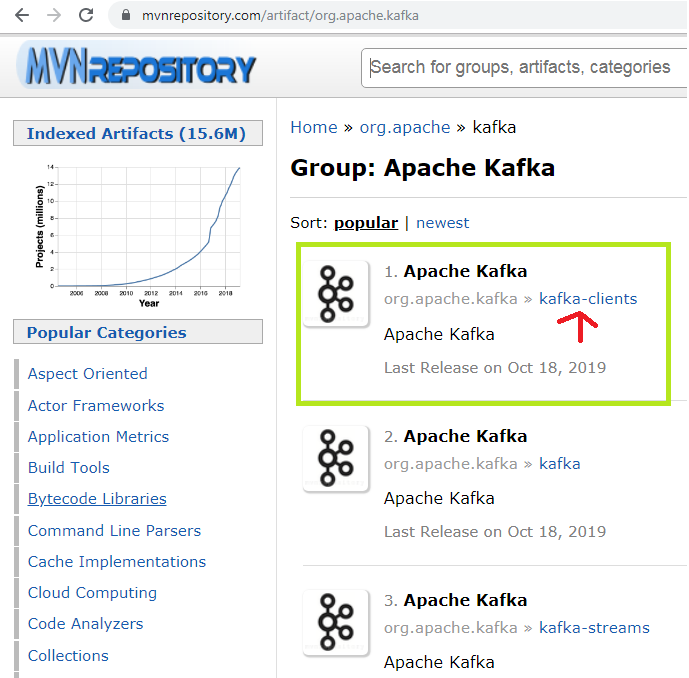 mvnrepository.com/artifact/org.apache.kafka
MVNREPOSITORY
Search for groups, artifacts, categories
Indexed Artifacts (15.6M)
Projects (millions)
14
12
10
8
6
4
2
0
2006 2008 2010 2012 2014 2016 2018
Year
Popular Categories
Aspect Oriented
Actor Frameworks
Application Metrics
Build Tools
Bytecode Libraries
Command Line Parsers
Cache Implementations
Cloud Computing
Code Analyzers
Collections
Home » org.apache » kafka
Group: Apache Kafka
Sort: popular | newest
1. Apache Kafka
org.apache.kafka » kafka-clients
Apache Kafka
Last Release on Oct 18, 2019
2. Apache Kafka
org.apache.kafka » kafka
Apache Kafka
Last Release on Oct 18, 2019
3. Apache Kafka
org.apache.kafka » kafka-streams
Apache Kafka